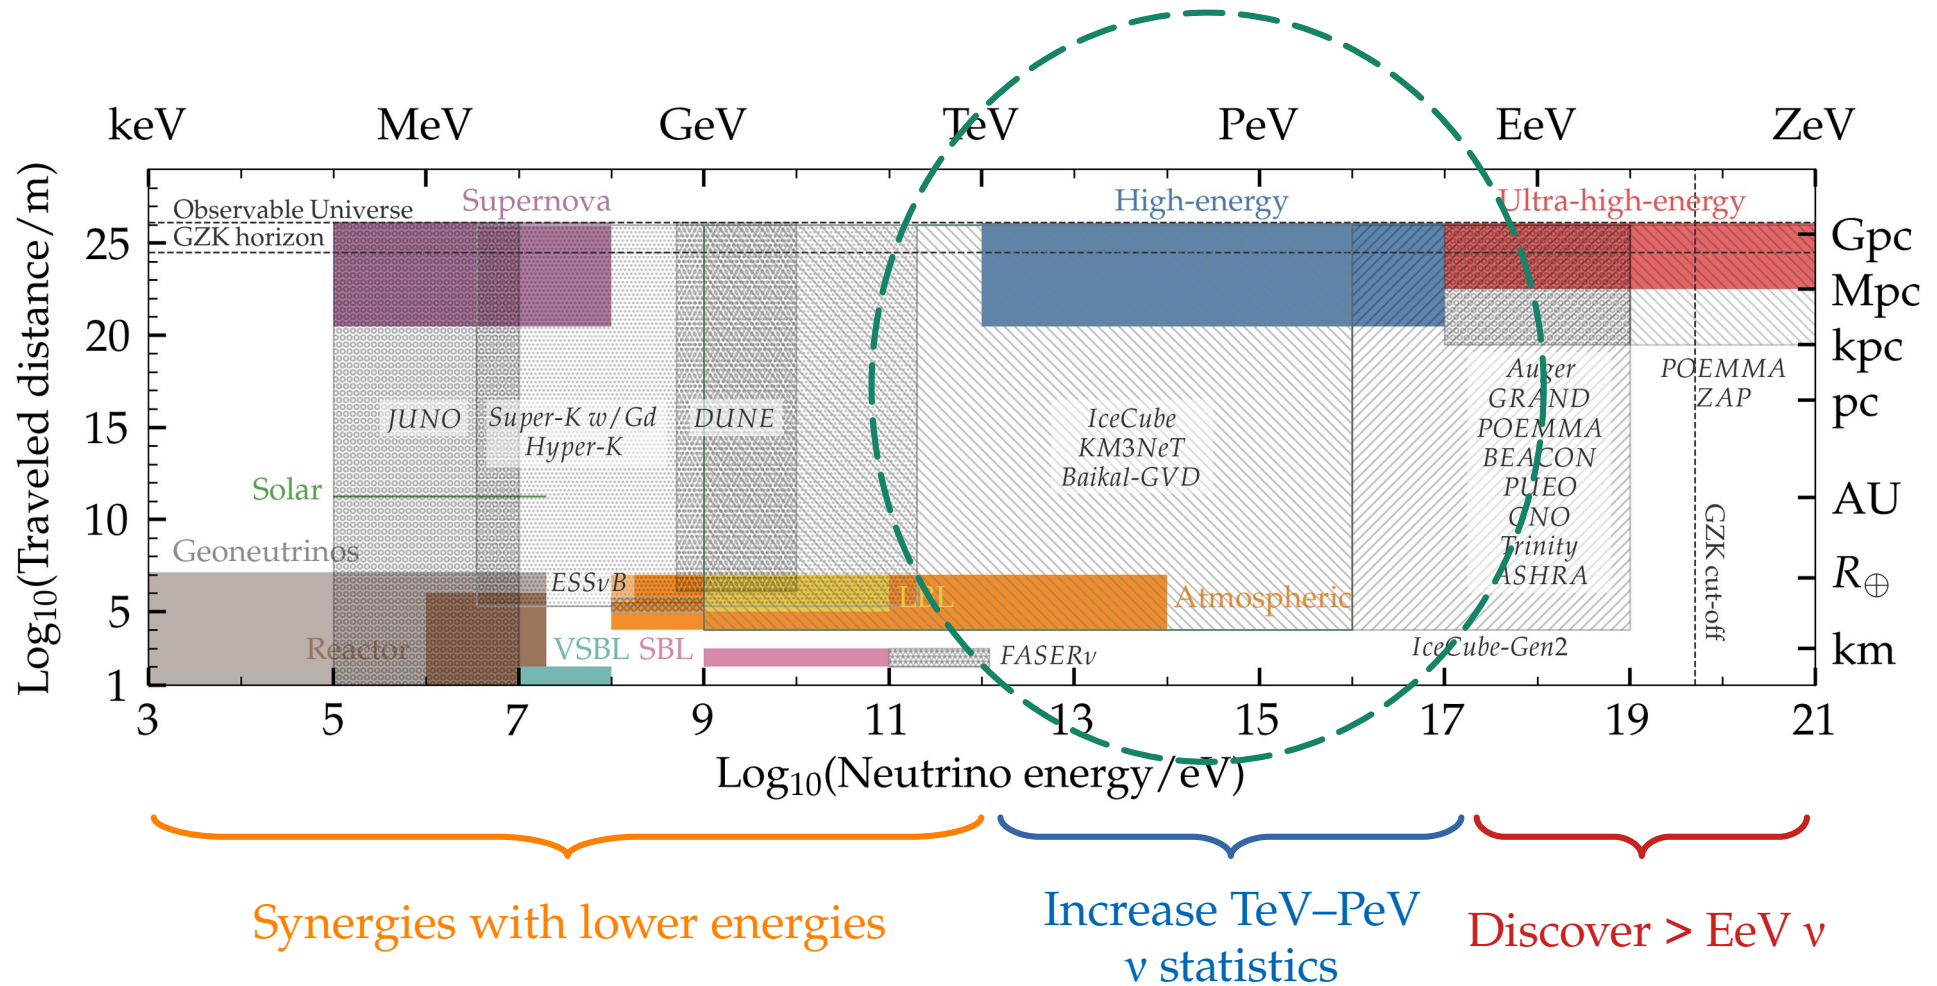 keV MeV GeV TeV PeV EeV ZeV
Log10(Traveled distance/m)
25
20
15
10
5
1
Observable Universe
GZK horizon
Supernova
High-energy
Ultra-high-energy
Gpc
Mpc
kpc
pc
AU
R⊕
km
JUNO
Super-K w/Gd
Hyper-K
DUNE
IceCube
KM3NeT
Baikal-GVD
Auger
GRAND
POEMMA
BEACON
PUEO
GNO
Trinity
ASHRA
POEMMA
ZAP
GZK cut-off
Solar
Geoneutrinos
ESSνB
LBL
Atmospheric
Reactor
VSBL
SBL
FASERν
IceCube-Gen2
3 5 7 9 11 13 15 17 19 21
Log10(Neutrino energy/eV)
Synergies with lower energies
Increase TeV–PeV
ν statistics
Discover > EeV ν